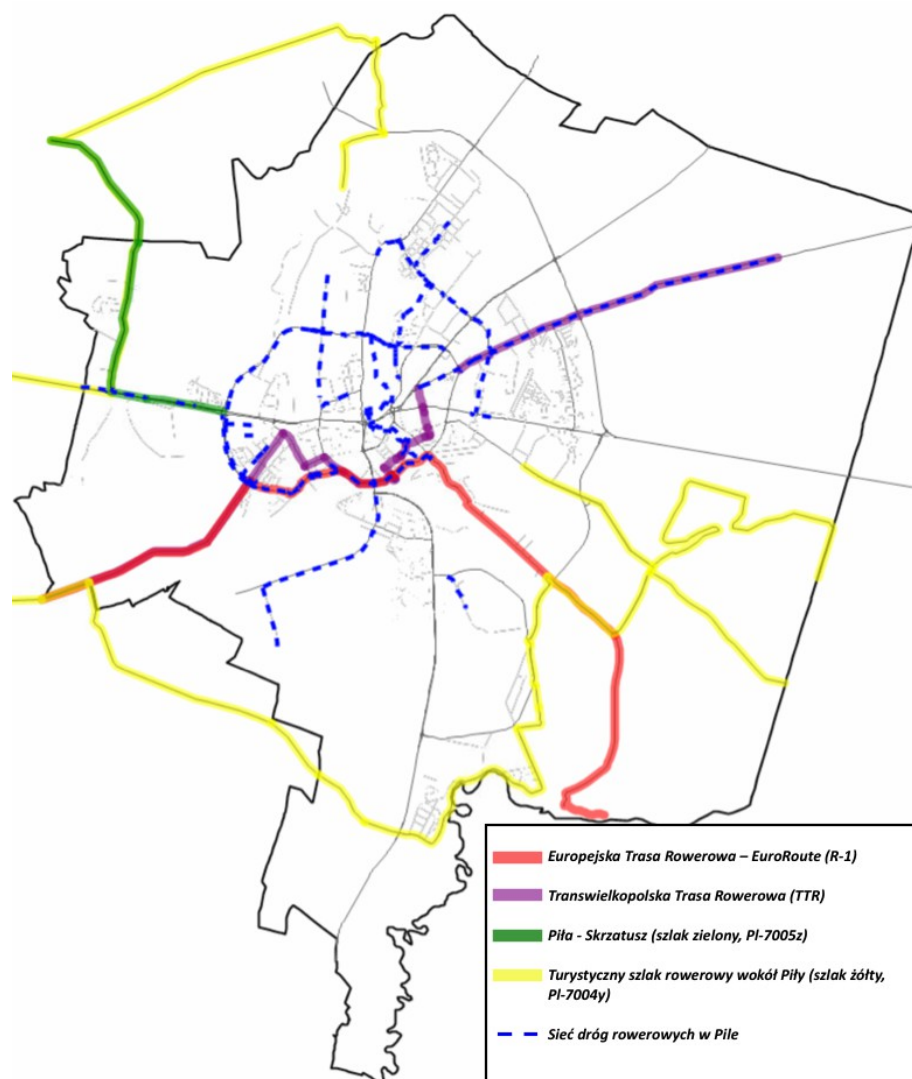 Europejska Trasa Rowerowa – EuroRoute (R-1)
Transwielkopolska Trasa Rowerowa (TTR)
Piła - Skrzatusz (szlak zielony, Pl-7005z)
Turystyczny szlak rowerowy wokół Piły (szlak żółty,
Pl-7004y)
Sieć dróg rowerowych w Pile